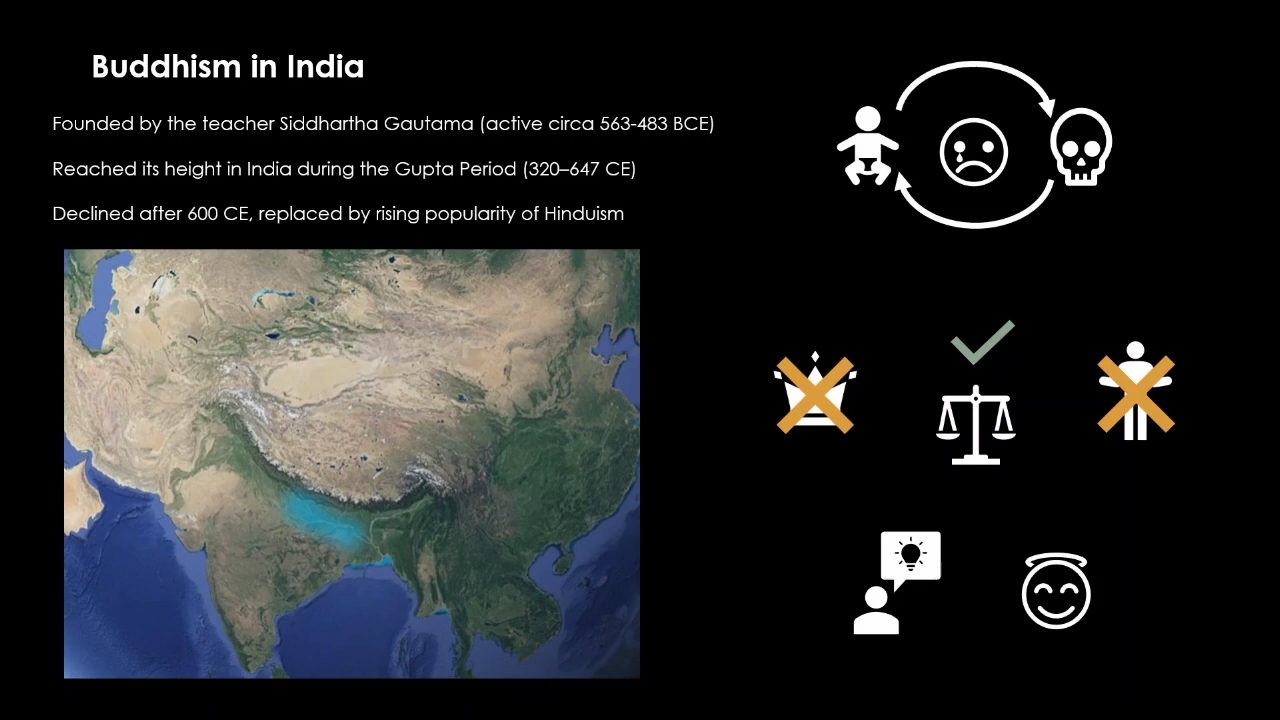 Buddhism in India
Founded by the teacher Siddhartha Gautama (active circa 563-483 BCE)
Reached its height in India during the Gupta Period (320–647 CE)
Declined after 600 CE, replaced by rising popularity of Hinduism